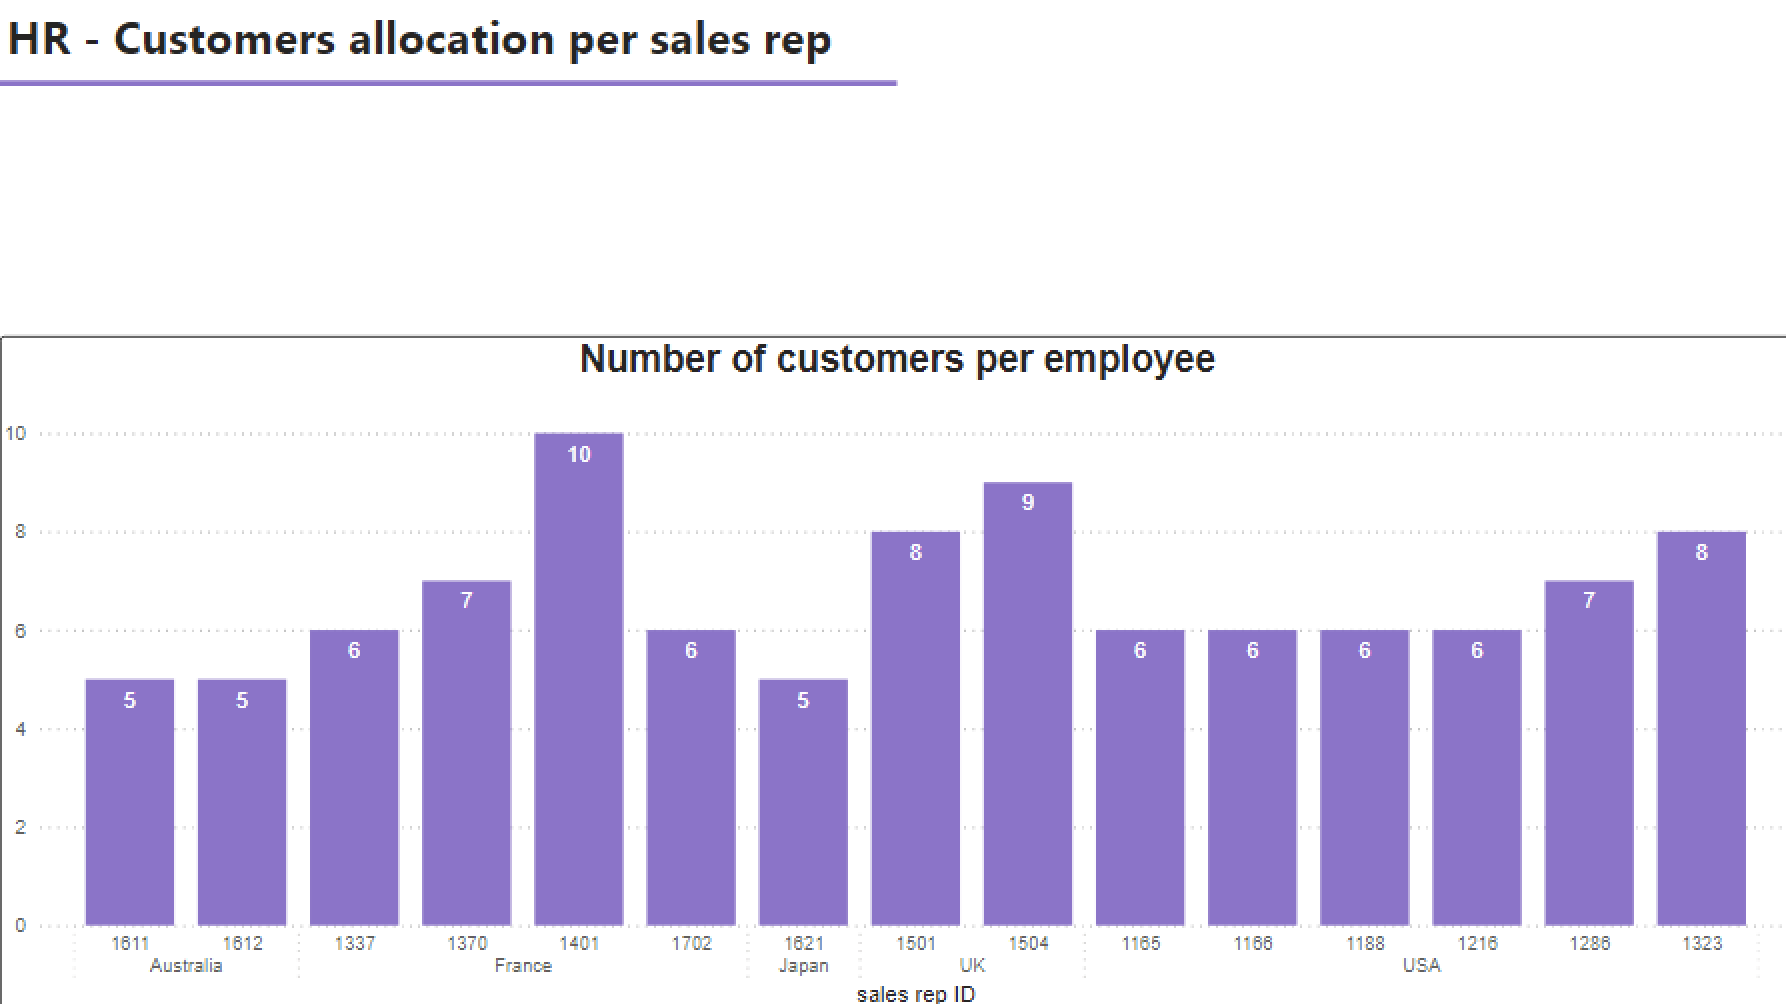 HR - Customers allocation per sales rep
Number of customers per employee
10
8
6
4
2
0
5 5 6 7 10 6 5 8 9 6 6 6 6 7 8
1611 1612 1337 1370 1401 1702 1621 1501 1504 1165 1166 1188 1216 1286 1323
Australia France Japan UK USA
sales rep ID